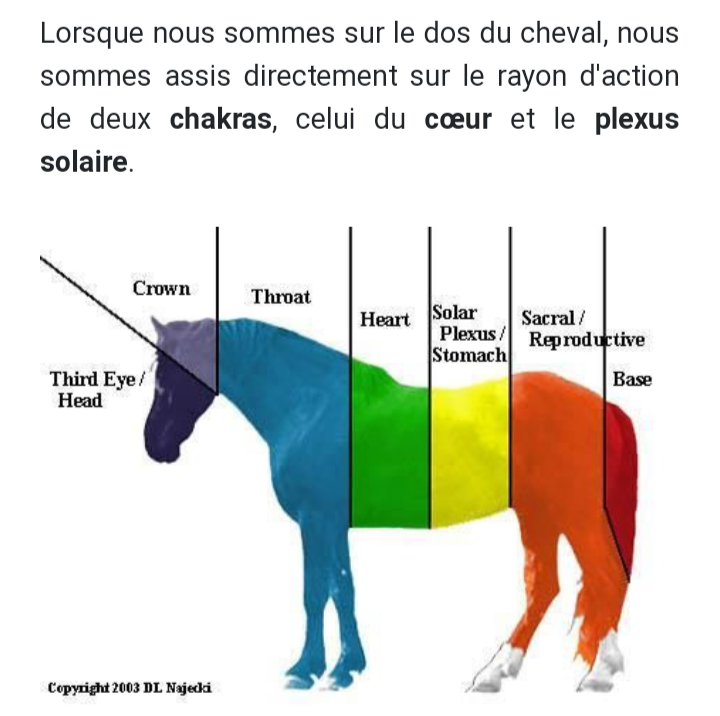 Lorsque nous sommes sur le dos du cheval, nous
sommes assis directement sur le rayon d'action
de deux chakras, celui du cœur et le plexus
solaire.
Crown
Throat
Heart
Solar
Plexus /
Stomach
Sacral /
Reproductive
Third Eye /
Head
Base
Copyright 2003 DL Najecki